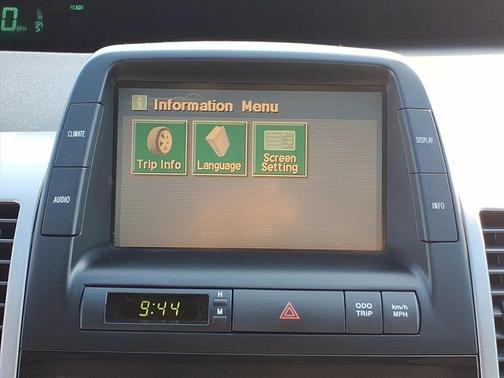 READY
0 MPH
CLIMATE
AUDIO
i Information Menu
Trip Info
Language
Screen
Setting
DISPLAY
INFO
9:44
H
M
ODO
TRIP
km/h
MPH